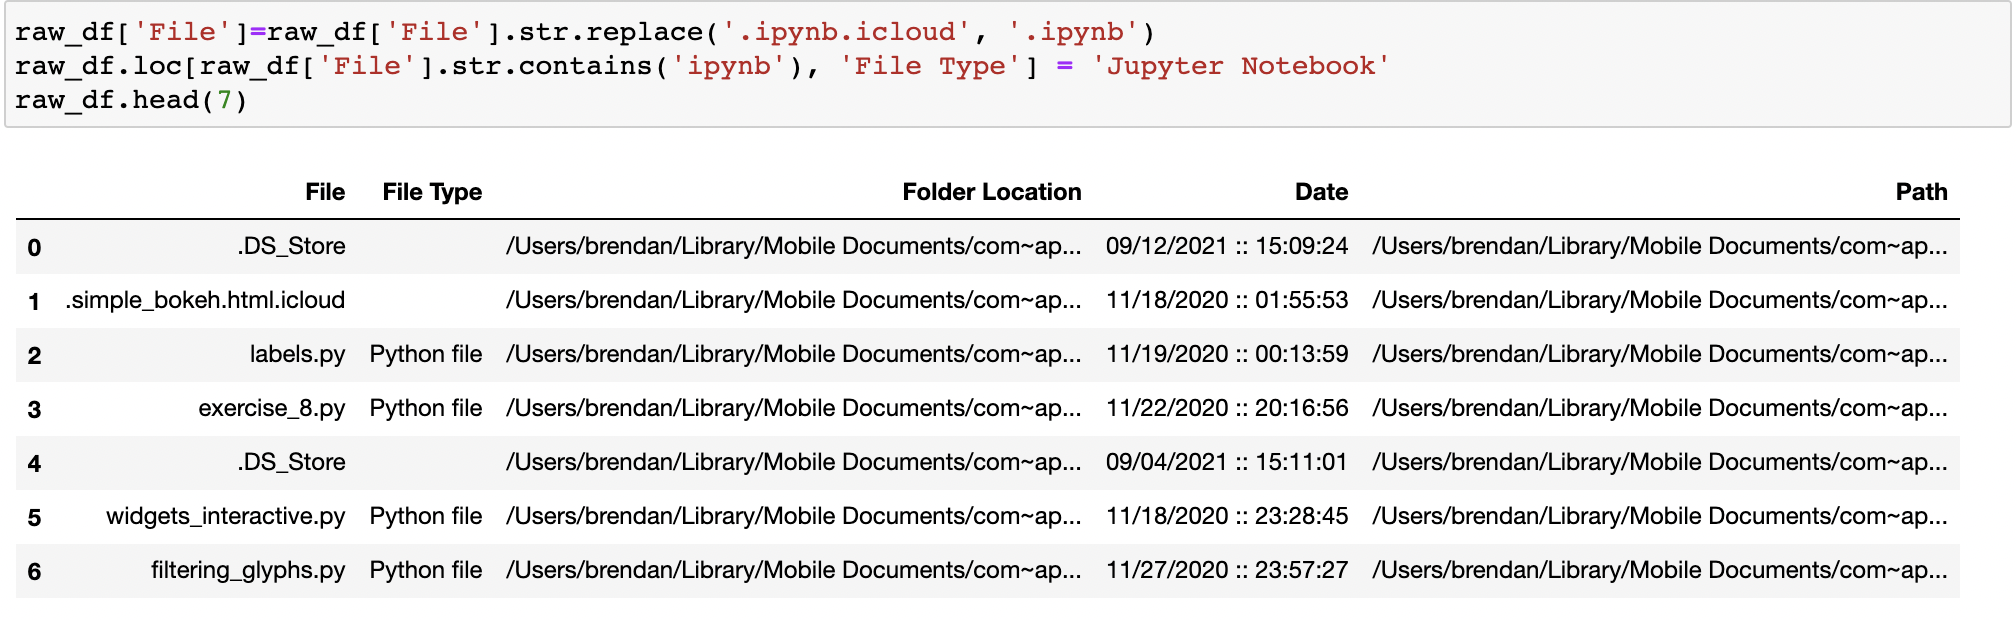 raw_df['File']=raw_df['File'].str.replace('.ipynb.icloud', '.ipynb')
raw_df.loc[raw_df['File'].str.contains('ipynb'), 'File Type'] = 'Jupyter Notebook'
raw_df.head(7)
File File Type Folder Location Date Path
0 .DS_Store /Users/brendan/Library/Mobile Documents/com~ap... 09/12/2021 :: 15:09:24 /Users/brendan/Library/Mobile Documents/com~ap...
1 .simple_bokeh.html.icloud /Users/brendan/Library/Mobile Documents/com~ap... 11/18/2020 :: 01:55:53 /Users/brendan/Library/Mobile Documents/com~ap...
2 labels.py Python file /Users/brendan/Library/Mobile Documents/com~ap... 11/19/2020 :: 00:13:59 /Users/brendan/Library/Mobile Documents/com~ap...
3 exercise_8.py Python file /Users/brendan/Library/Mobile Documents/com~ap... 11/22/2020 :: 20:16:56 /Users/brendan/Library/Mobile Documents/com~ap...
4 .DS_Store /Users/brendan/Library/Mobile Documents/com~ap... 09/04/2021 :: 15:11:01 /Users/brendan/Library/Mobile Documents/com~ap...
5 widgets_interactive.py Python file /Users/brendan/Library/Mobile Documents/com~ap... 11/18/2020 :: 23:28:45 /Users/brendan/Library/Mobile Documents/com~ap...
6 filtering_glyphs.py Python file /Users/brendan/Library/Mobile Documents/com~ap... 11/27/2020 :: 23:57:27 /Users/brendan/Library/Mobile Documents/com~ap...